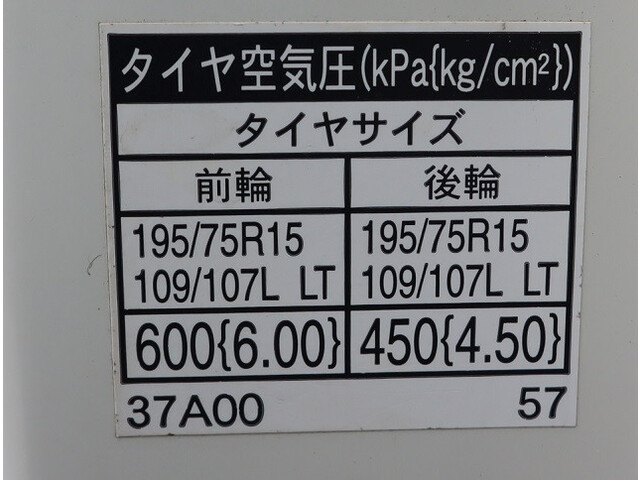 タイヤ空気圧(kPa{kg/cm²})
タイヤサイズ
前輪 後輪
195/75R15 195/75R15
109/107L LT 109/107L LT
600{6.00} 450{4.50}
37A00 57